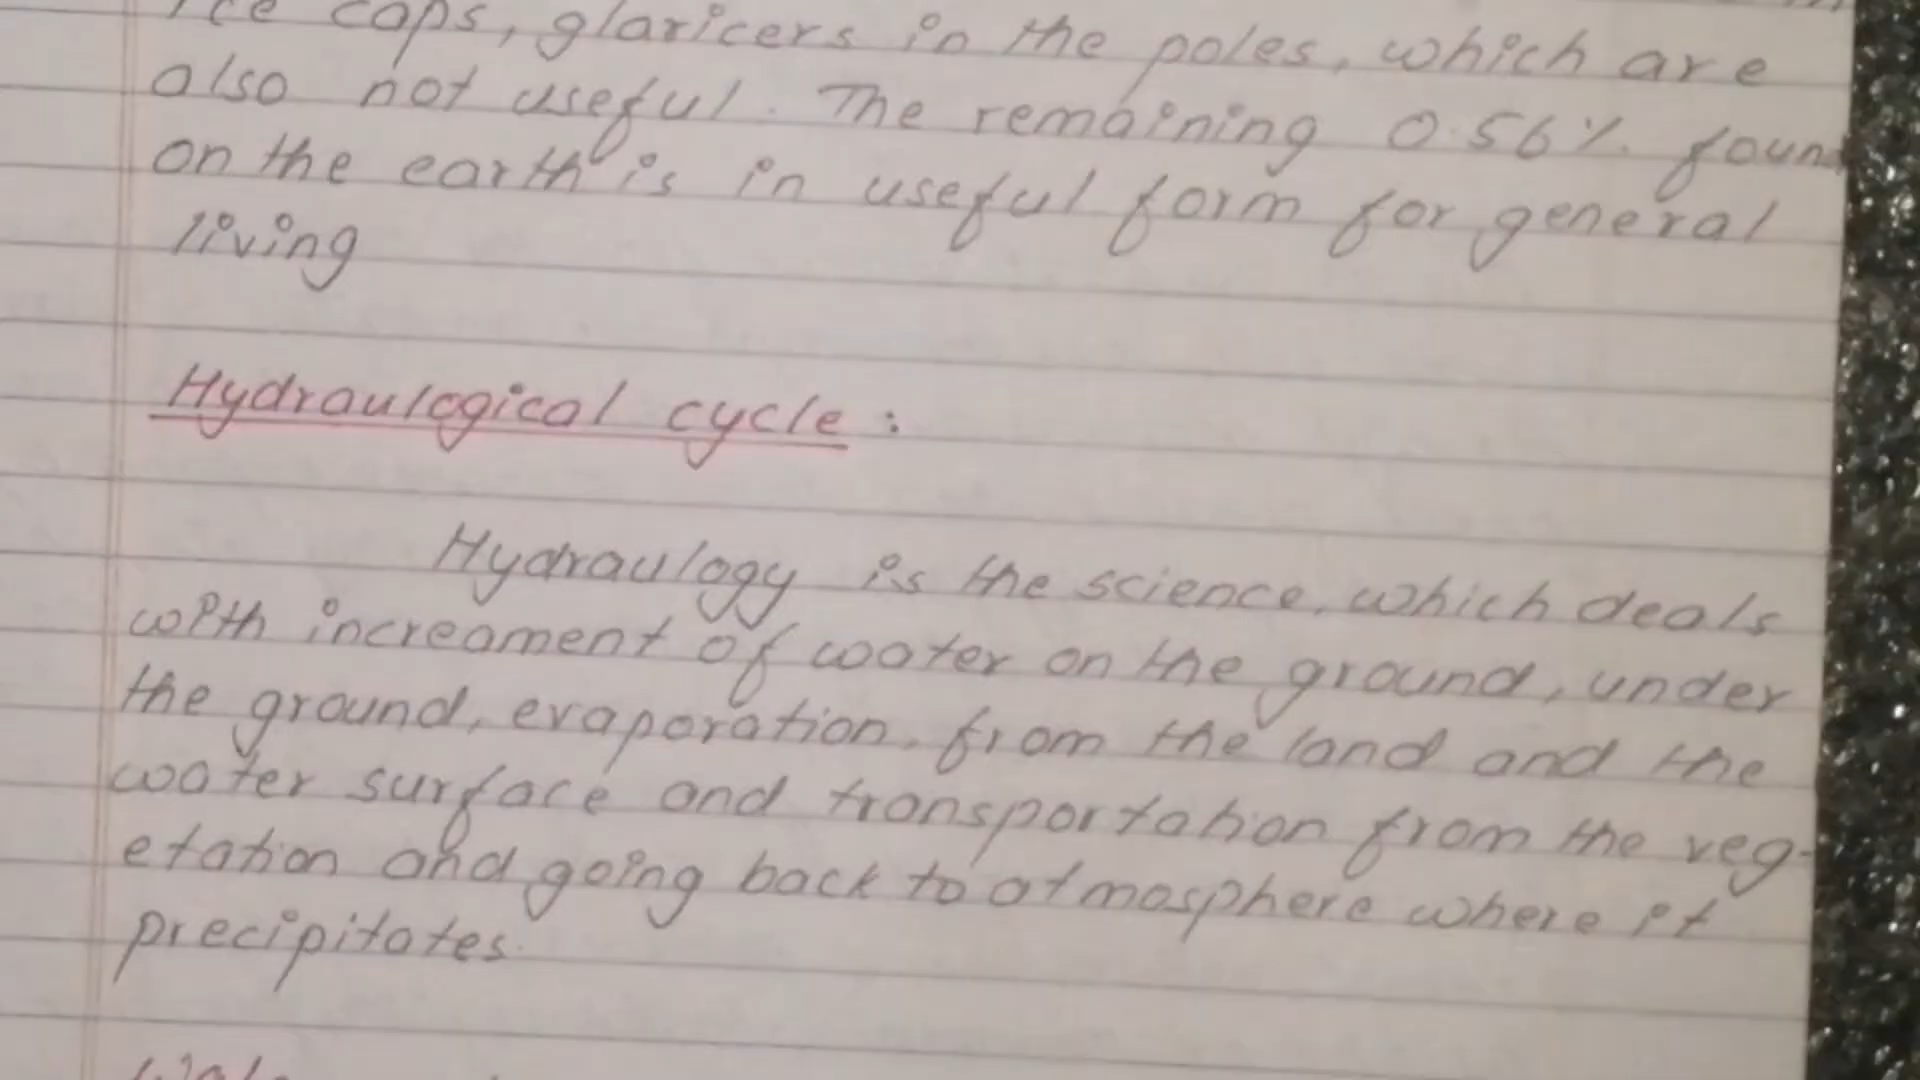 Ice caps, glaricers in the poles, which are
also not useful. The remaining 0.56%. found
on the earth is in useful form for general
living
Hydraulogical cycle :
Hydraulogy is the science, which deals
with increament of water on the ground, under
the ground, evaporation, from the land and the
water surface and transportation from the veg-
etation and going back to atmosphere where it
precipitates.